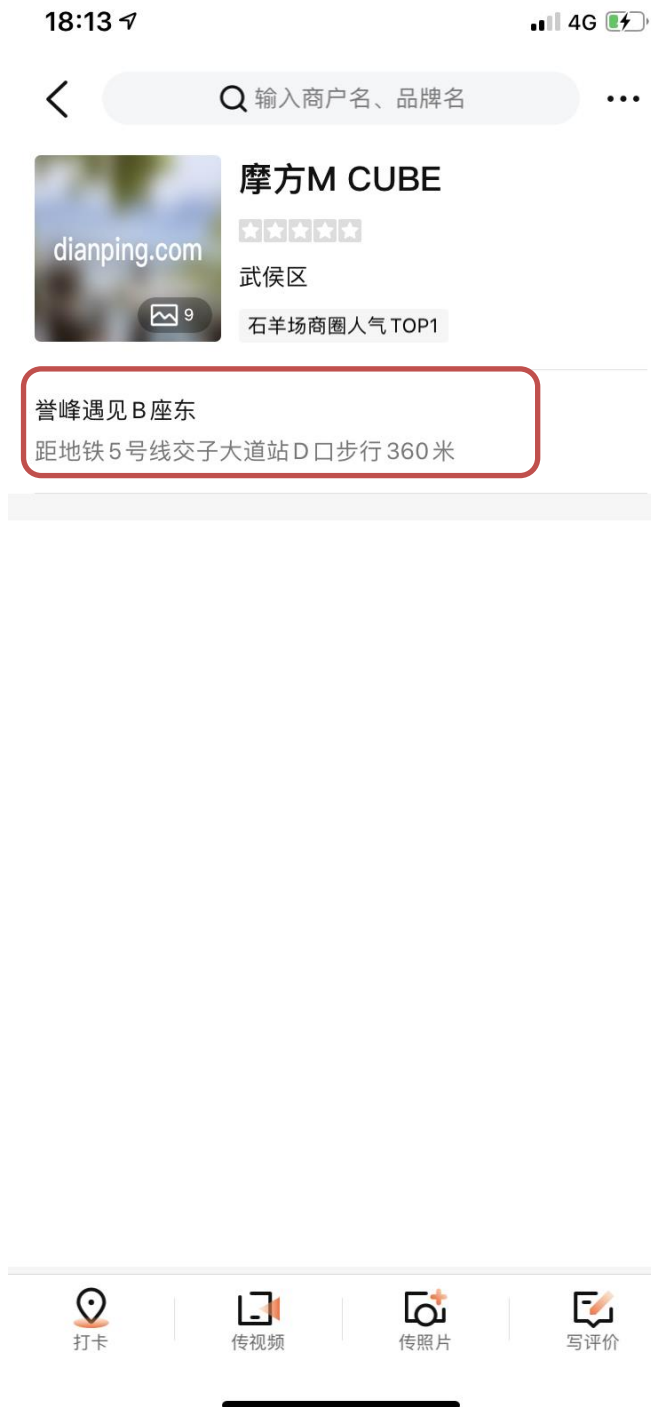 18:13
4G
输入商户名、品牌名
摩方M CUBE
dianping.com
9
武侯区
石羊场商圈人气TOP1
誉峰遇见B座东
距地铁5号线交子大道站D口步行360米
打卡
传视频
传照片
写评价